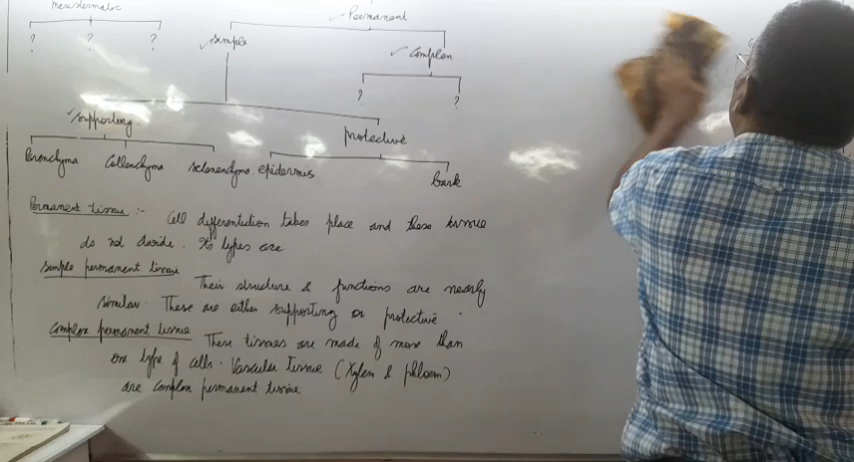 Meristematic
Permanent
? ? ?
simple
Complex
? ?
supporting
protective
Parenchyma Collenchyma sclerenchyma epidermis
bark
Permanent tissue :- Cell differentiation takes place and these tissue
do not divide. Its types are
simple permanent tissue Their structure & functions are nearly
similar. These are either supporting or protective.
Complex permanent tissue These tissues are made of more than
one type of cells. Vascular tissue (Xylem & phloem)
are complex permanent tissue